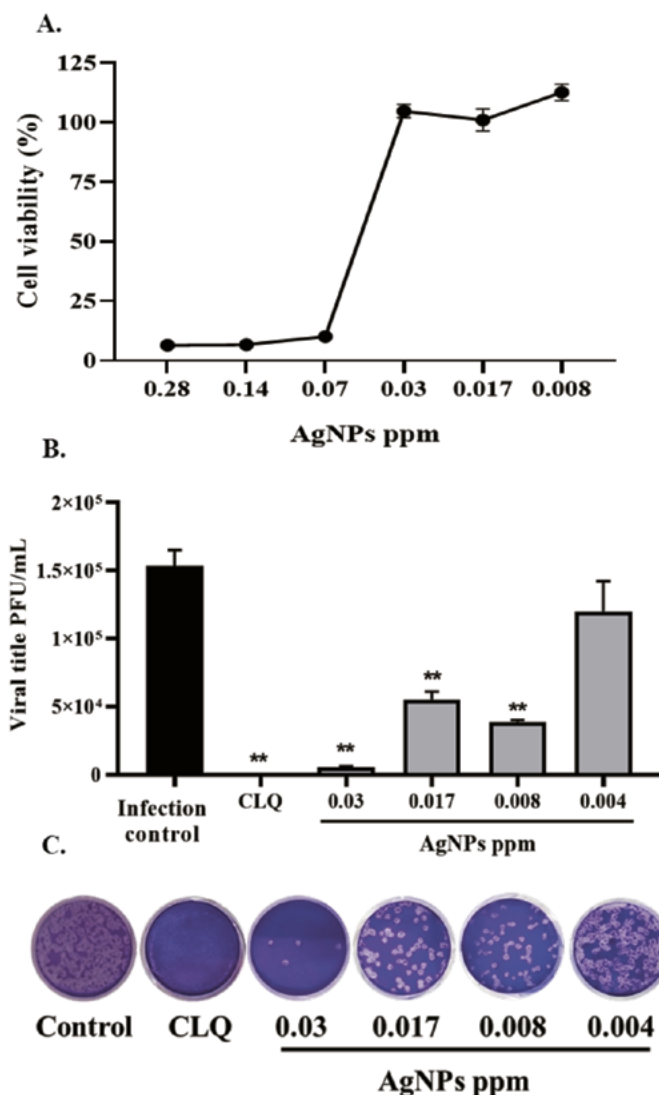 A.
Cell viability (%)
125
100
75
50
25
0
0.28 0.14 0.07 0.03 0.017 0.008
AgNPs ppm
B.
Viral title PFU/mL
2×10⁵
1.5×10⁵
1×10⁵
5×10⁴
0
** ** ** **
Infection control CLQ 0.03 0.017 0.008 0.004
AgNPs ppm
C.
Control CLQ 0.03 0.017 0.008 0.004
AgNPs ppm